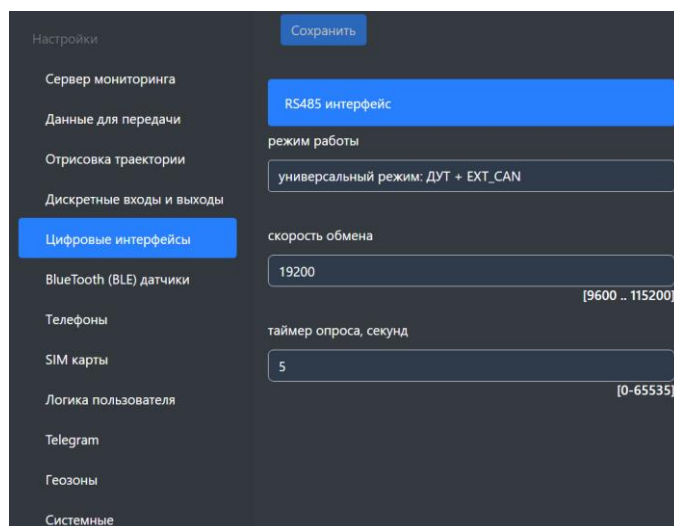 Настройки
Сервер мониторинга
Данные для передачи
Отрисовка траектории
Дискретные входы и выходы
Цифровые интерфейсы
BlueTooth (BLE) датчики
Телефоны
SIM карты
Логика пользователя
Telegram
Геозоны
Системные
Сохранить
RS485 интерфейс
режим работы
универсальный режим: ДУТ + EXT_CAN
скорость обмена
19200
[9600 .. 115200]
таймер опроса, секунд
5
[0-65535]